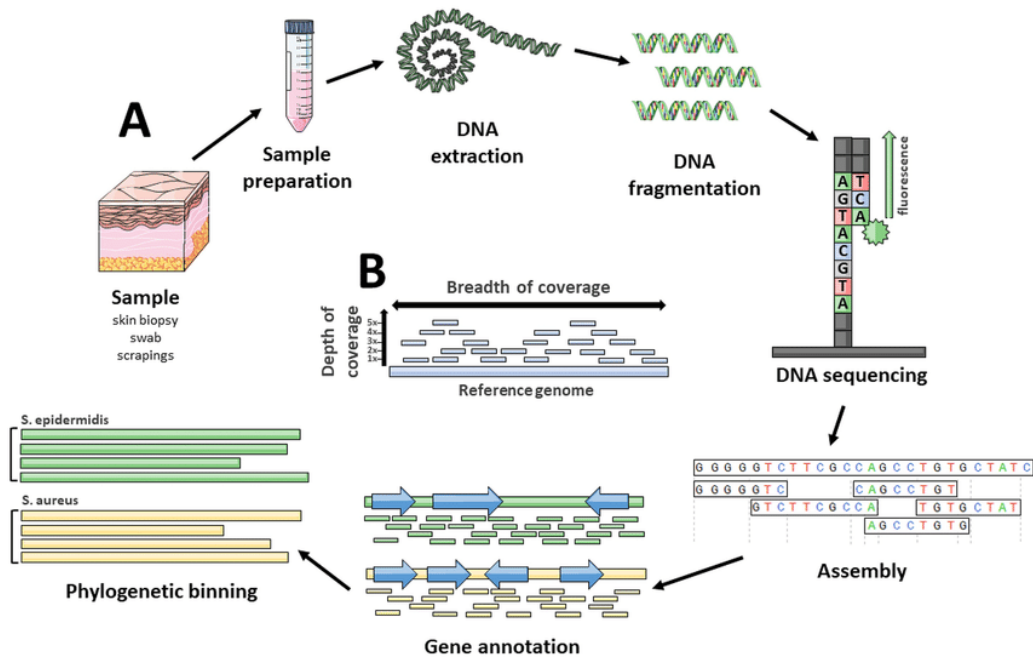 A
Sample
preparation
DNA
extraction
DNA
fragmentation
fluorescence
A T
G C
T A
A
C
G
T
A
DNA sequencing
Sample
skin biopsy
swab
scrapings
B
Breadth of coverage
Depth of
coverage
5x
4x
3x
2x
1x
Reference genome
G G G G G T C T T C G C C A G C C T G T G C T A T C
G G G G G T C
C A G C C T G T
G T C T T C G C C A
T G T G C T A T
A G C C T G T G
Assembly
Gene annotation
S. epidermidis
S. aureus
Phylogenetic binning